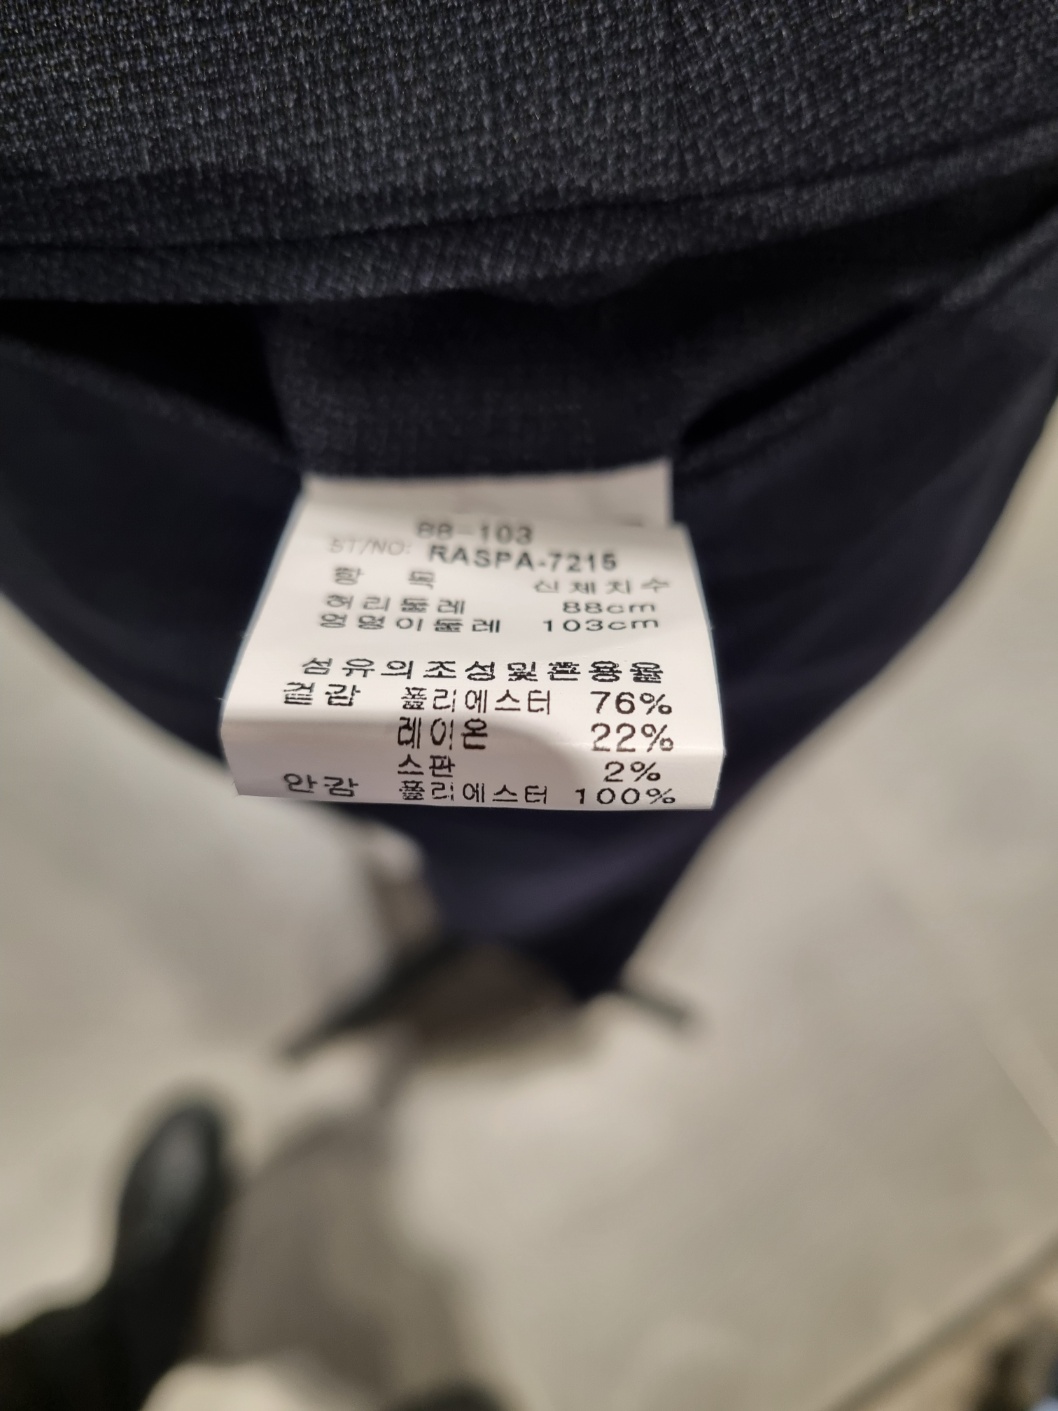 88-103
ST/NO: RASPA-7215
항 목 신체치수
허리둘레 88cm
엉덩이둘레 103cm
섬유의조성및혼용율
겉감 폴리에스터 76%
레이온 22%
스판 2%
안감 폴리에스터 100%